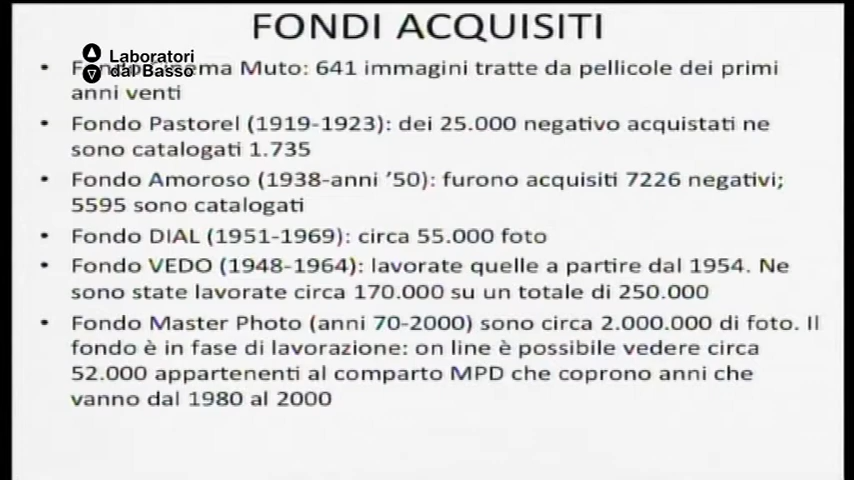 FONDI ACQUISITI
Laboratori
dal Basso
• Fondo Cinema Muto: 641 immagini tratte da pellicole dei primi
anni venti
• Fondo Pastorel (1919-1923): dei 25.000 negativo acquistati ne
sono catalogati 1.735
• Fondo Amoroso (1938-anni ’50): furono acquisiti 7226 negativi;
5595 sono catalogati
• Fondo DIAL (1951-1969): circa 55.000 foto
• Fondo VEDO (1948-1964): lavorate quelle a partire dal 1954. Ne
sono state lavorate circa 170.000 su un totale di 250.000
• Fondo Master Photo (anni 70-2000) sono circa 2.000.000 di foto. Il
fondo è in fase di lavorazione: on line è possibile vedere circa
52.000 appartenenti al comparto MPD che coprono anni che
vanno dal 1980 al 2000